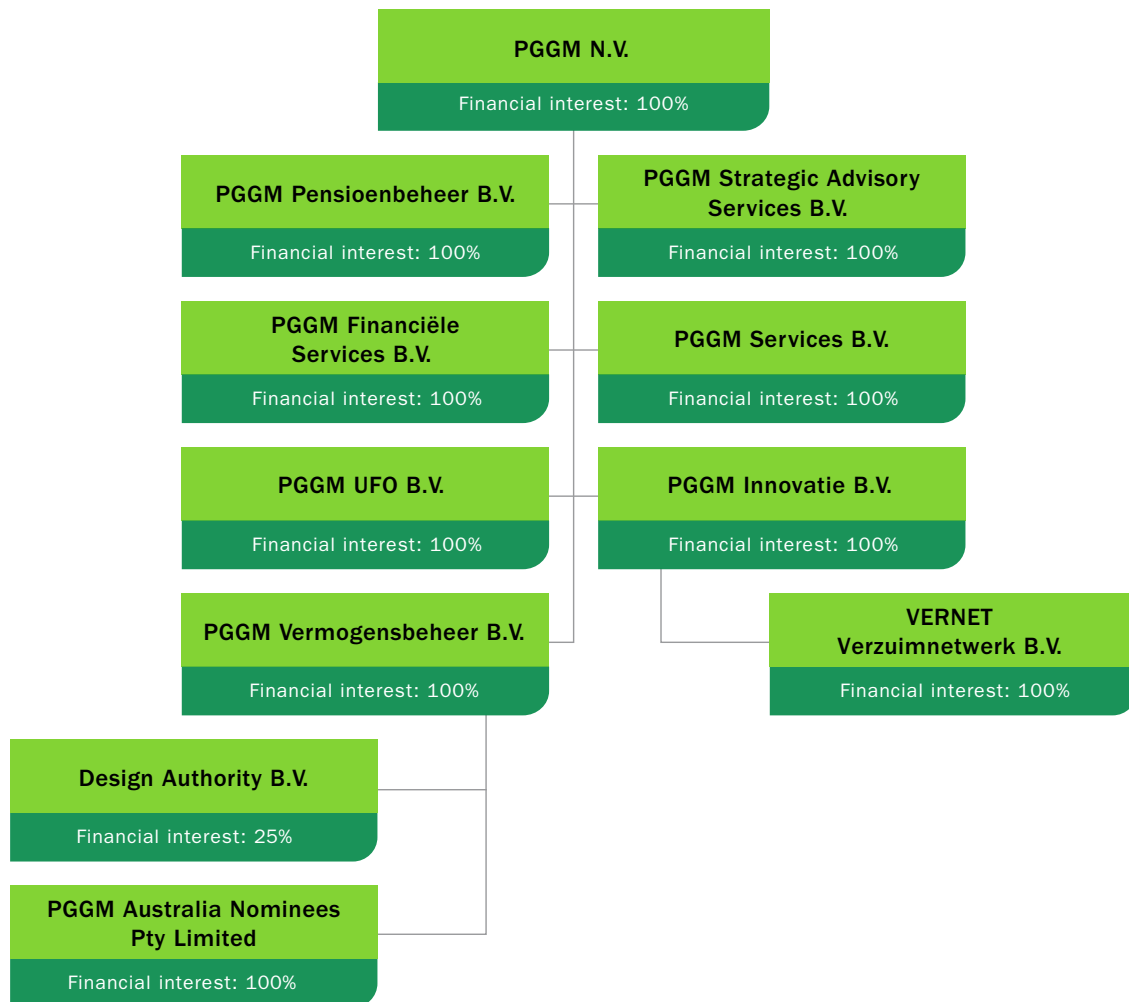 PGGM N.V.
Financial interest: 100%
PGGM Pensioenbeheer B.V.
Financial interest: 100%
PGGM Strategic Advisory
Services B.V.
Financial interest: 100%
PGGM Financiële
Services B.V.
Financial interest: 100%
PGGM Services B.V.
Financial interest: 100%
PGGM UFO B.V.
Financial interest: 100%
PGGM Innovatie B.V.
Financial interest: 100%
PGGM Vermogensbeheer B.V.
Financial interest: 100%
VERNET
Verzuimnetwerk B.V.
Financial interest: 100%
Design Authority B.V.
Financial interest: 25%
PGGM Australia Nominees
Pty Limited
Financial interest: 100%